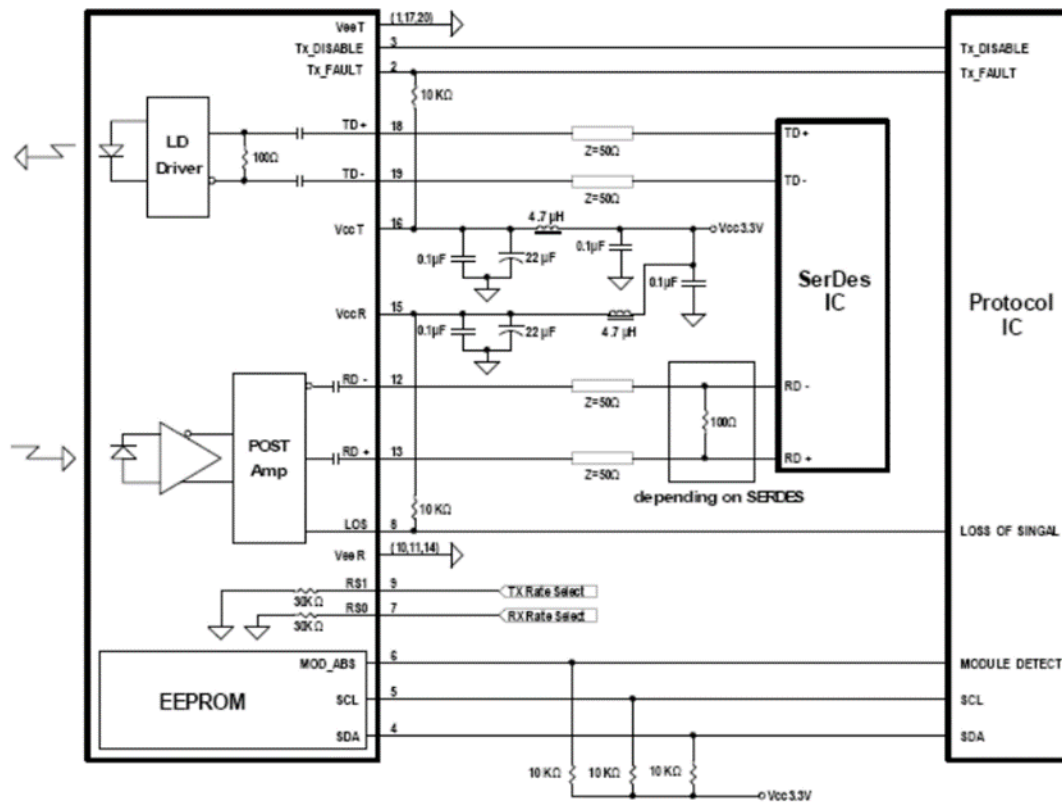 VeeT (1,17,20)
Tx_DISABLE 3 Tx_DISABLE
Tx_FAULT 2 Tx_FAULT
10 KΩ
LD
Driver
100Ω
TD+ 18 Z=50Ω TD+
TD- 19 Z=50Ω TD-
VccT 16 4.7 µH Vcc3.3V
0.1µF 22 µF 0.1µF 0.1µF
SerDes
IC
Protocol
IC
VccR 15
0.1µF 22 µF 4.7 µH
RD - 12 Z=50Ω RD -
100Ω
POST
Amp
RD + 13 Z=50Ω RD +
depending on SERDES
10 KΩ
LOS 8 LOSS OF SINGAL
VeeR (10,11,14)
RS1 9 TX Rate Select
30KΩ
RS0 7 RX Rate Select
30KΩ
MOD_ABS 6 MODULE DETECT
EEPROM
SCL 5 SCL
SDA 4 SDA
10 KΩ 10 KΩ 10 KΩ
Vcc3.3V